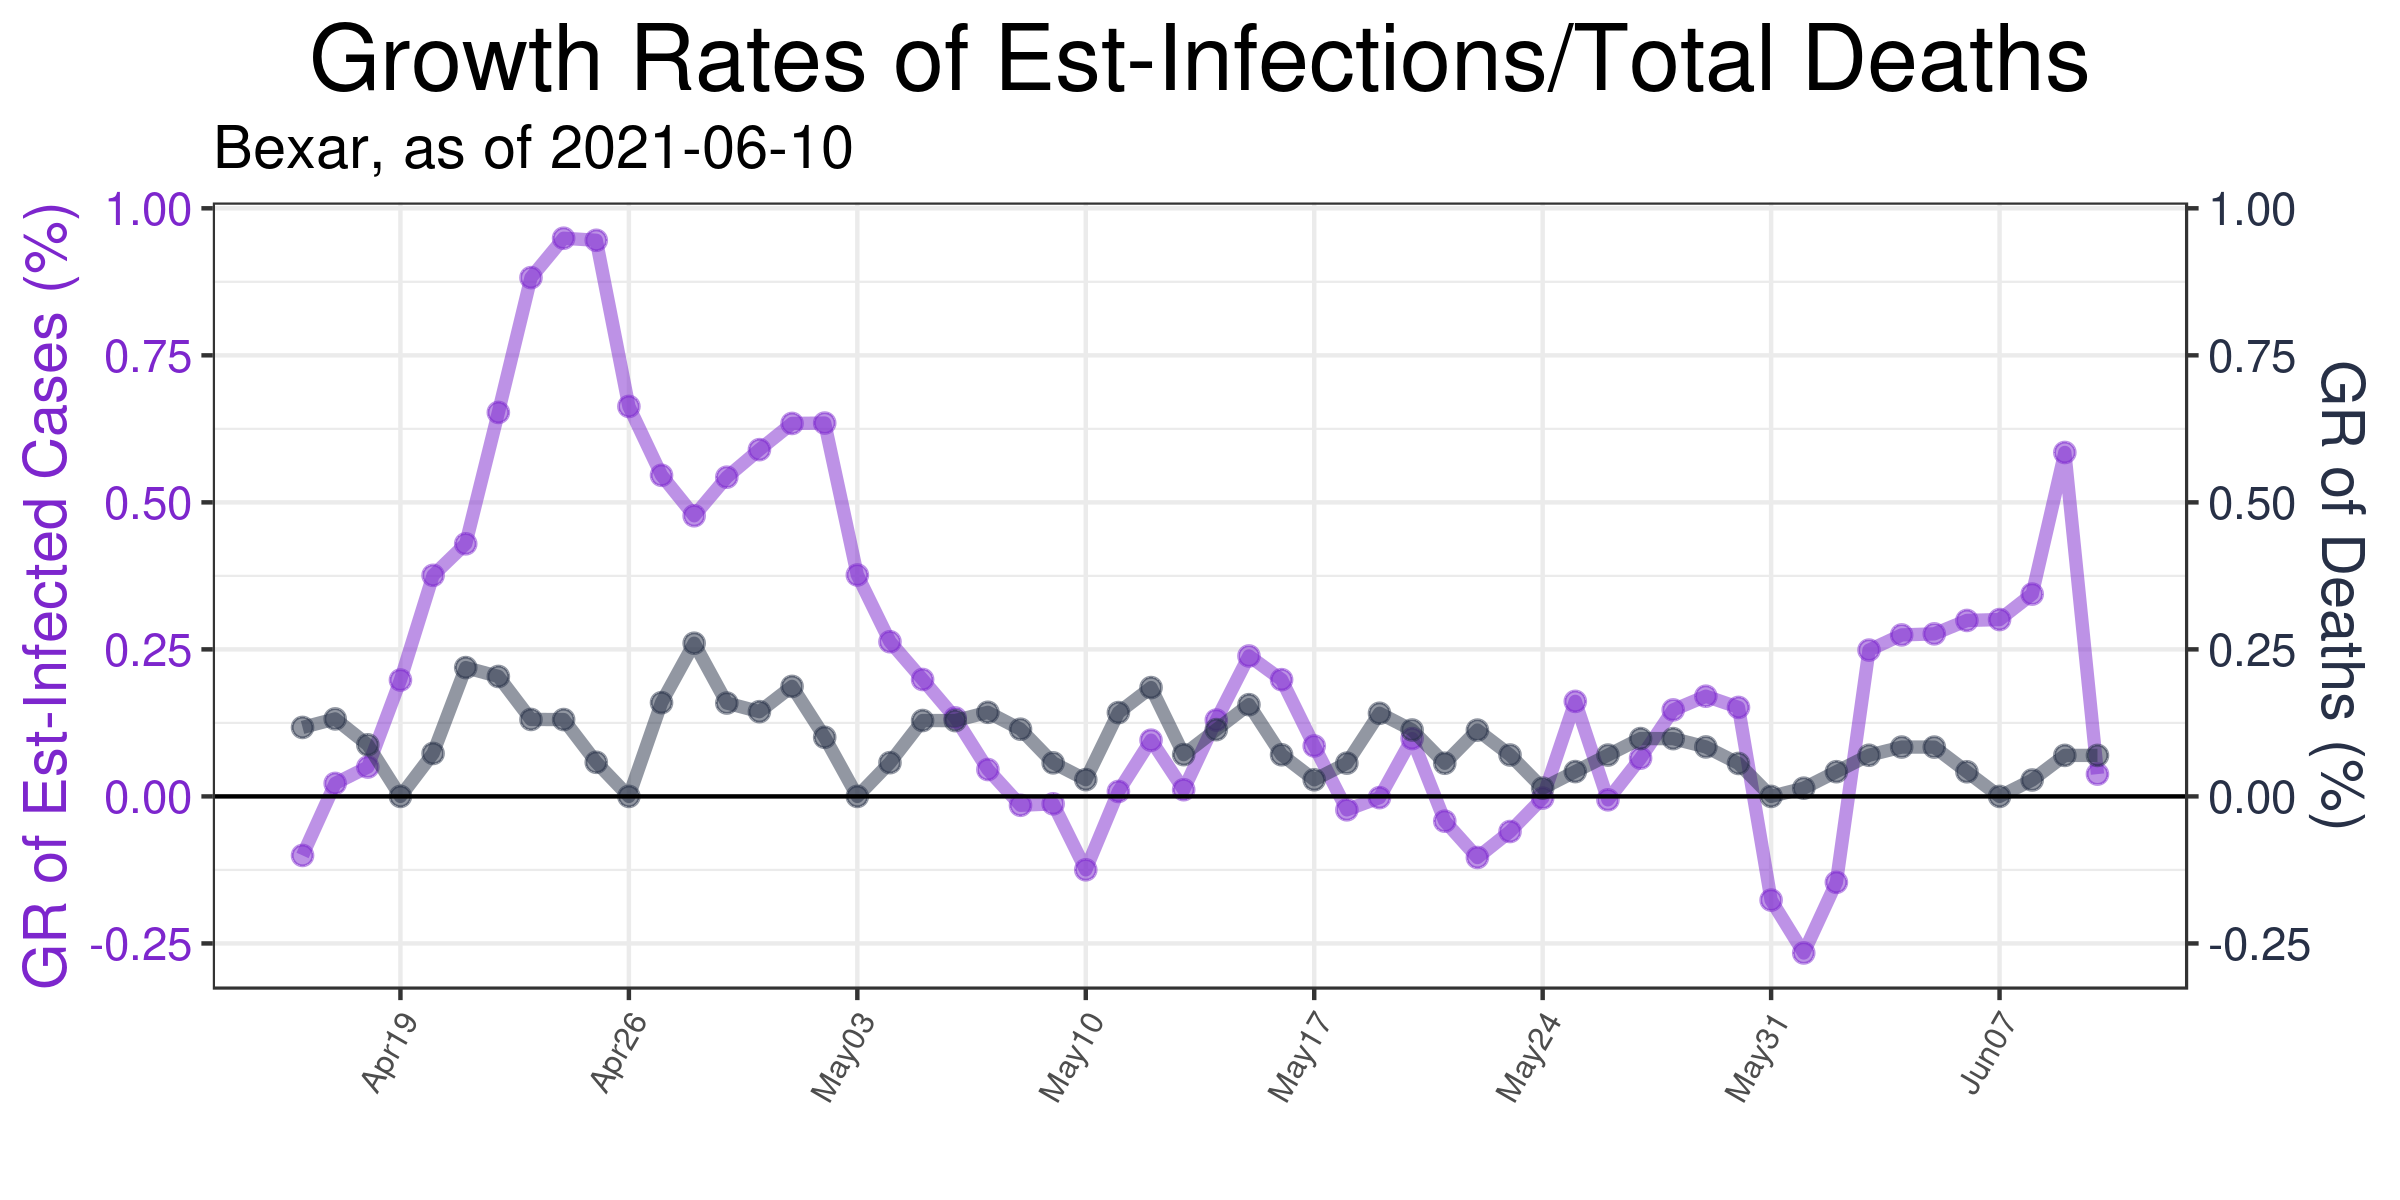 Growth Rates of Est-Infections/Total Deaths
Bexar, as of 2021-06-10
GR of Est-Infected Cases (%)
1.00
0.75
0.50
0.25
0.00
-0.25
1.00
0.75
0.50
0.25
0.00
-0.25
GR of Deaths (%)
Apr19
Apr26
May03
May10
May17
May24
May31
Jun07